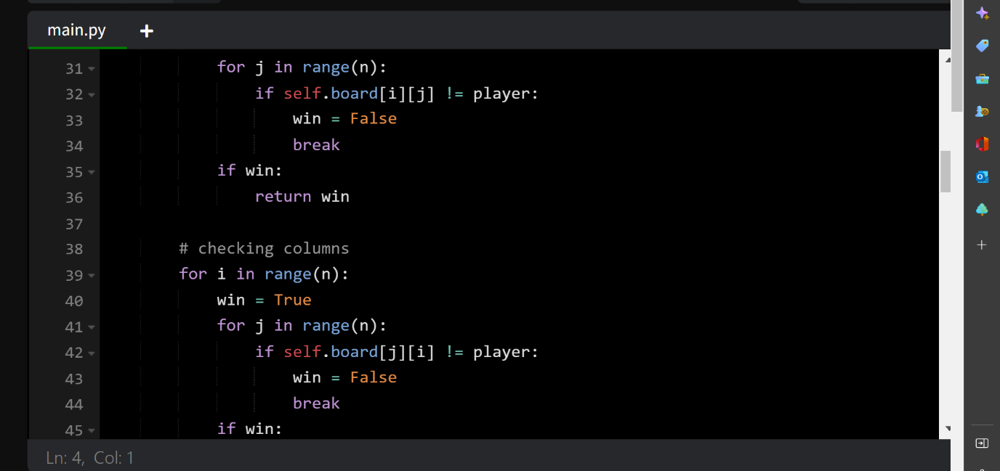 main.py +
31 for j in range(n):
32 if self.board[i][j] != player:
33 win = False
34 break
35 if win:
36 return win
37
38 # checking columns
39 for i in range(n):
40 win = True
41 for j in range(n):
42 if self.board[j][i] != player:
43 win = False
44 break
45 if win:
Ln: 4, Col: 1